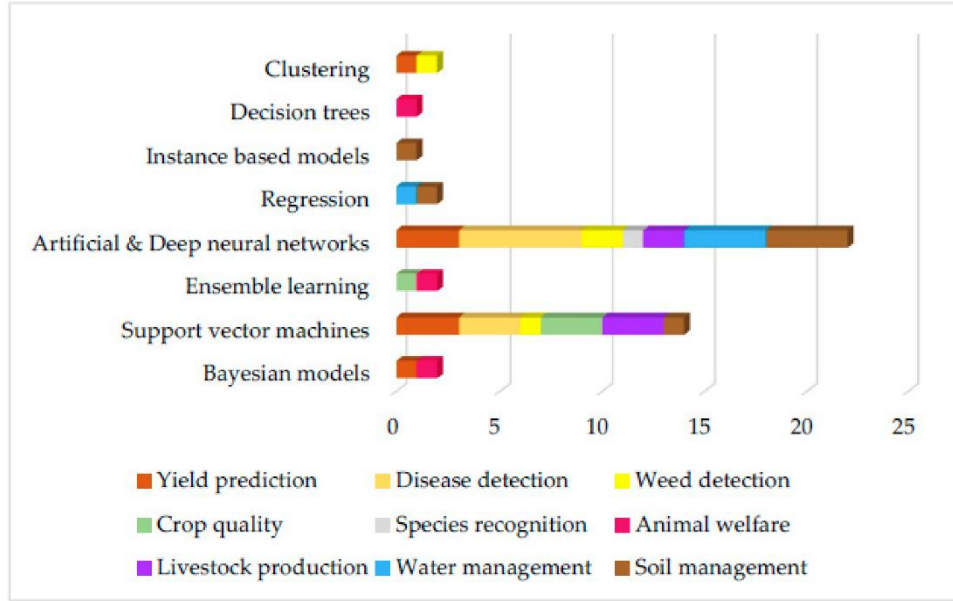 Clustering
Decision trees
Instance based models
Regression
Artificial & Deep neural networks
Ensemble learning
Support vector machines
Bayesian models
0 5 10 15 20 25
Yield prediction Disease detection Weed detection
Crop quality Species recognition Animal welfare
Livestock production Water management Soil management